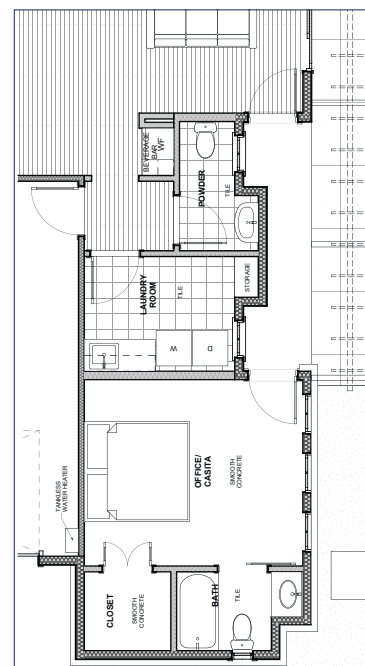 BEVERAGE
BAR WF
POWDER
TILE
LAUNDRY
ROOM
TILE
STORAGE
W
D
OFFICE/
CASITA
SMOOTH
CONCRETE
TANKLESS
WATER HEATER
CLOSET
SMOOTH
CONCRETE
BATH
TILE